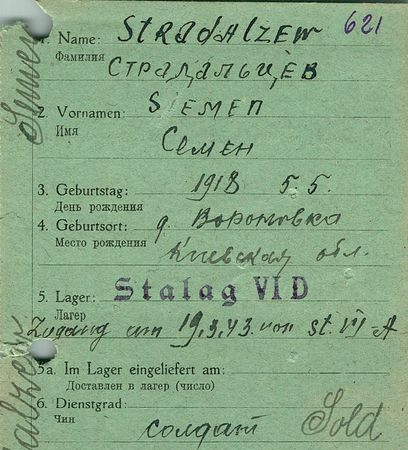 621
1. Name: STRADALZEW
Фамилия
СТРАДАЛЬЦЕВ
2. Vornamen: SIEMEN
Имя
Семен
3. Geburtstag: 1918 5.5.
День рождения
4. Geburtsort: д. Вороновка
Место рождения
Киевская обл.
5. Lager: Stalag VI D
Лагер
Zugang am 19.3.43. von St. VI-A
5a. Im Lager eingeliefert am:
Доставлен в лагер (число)
6. Dienstgrad: Sold
Чин
солдат